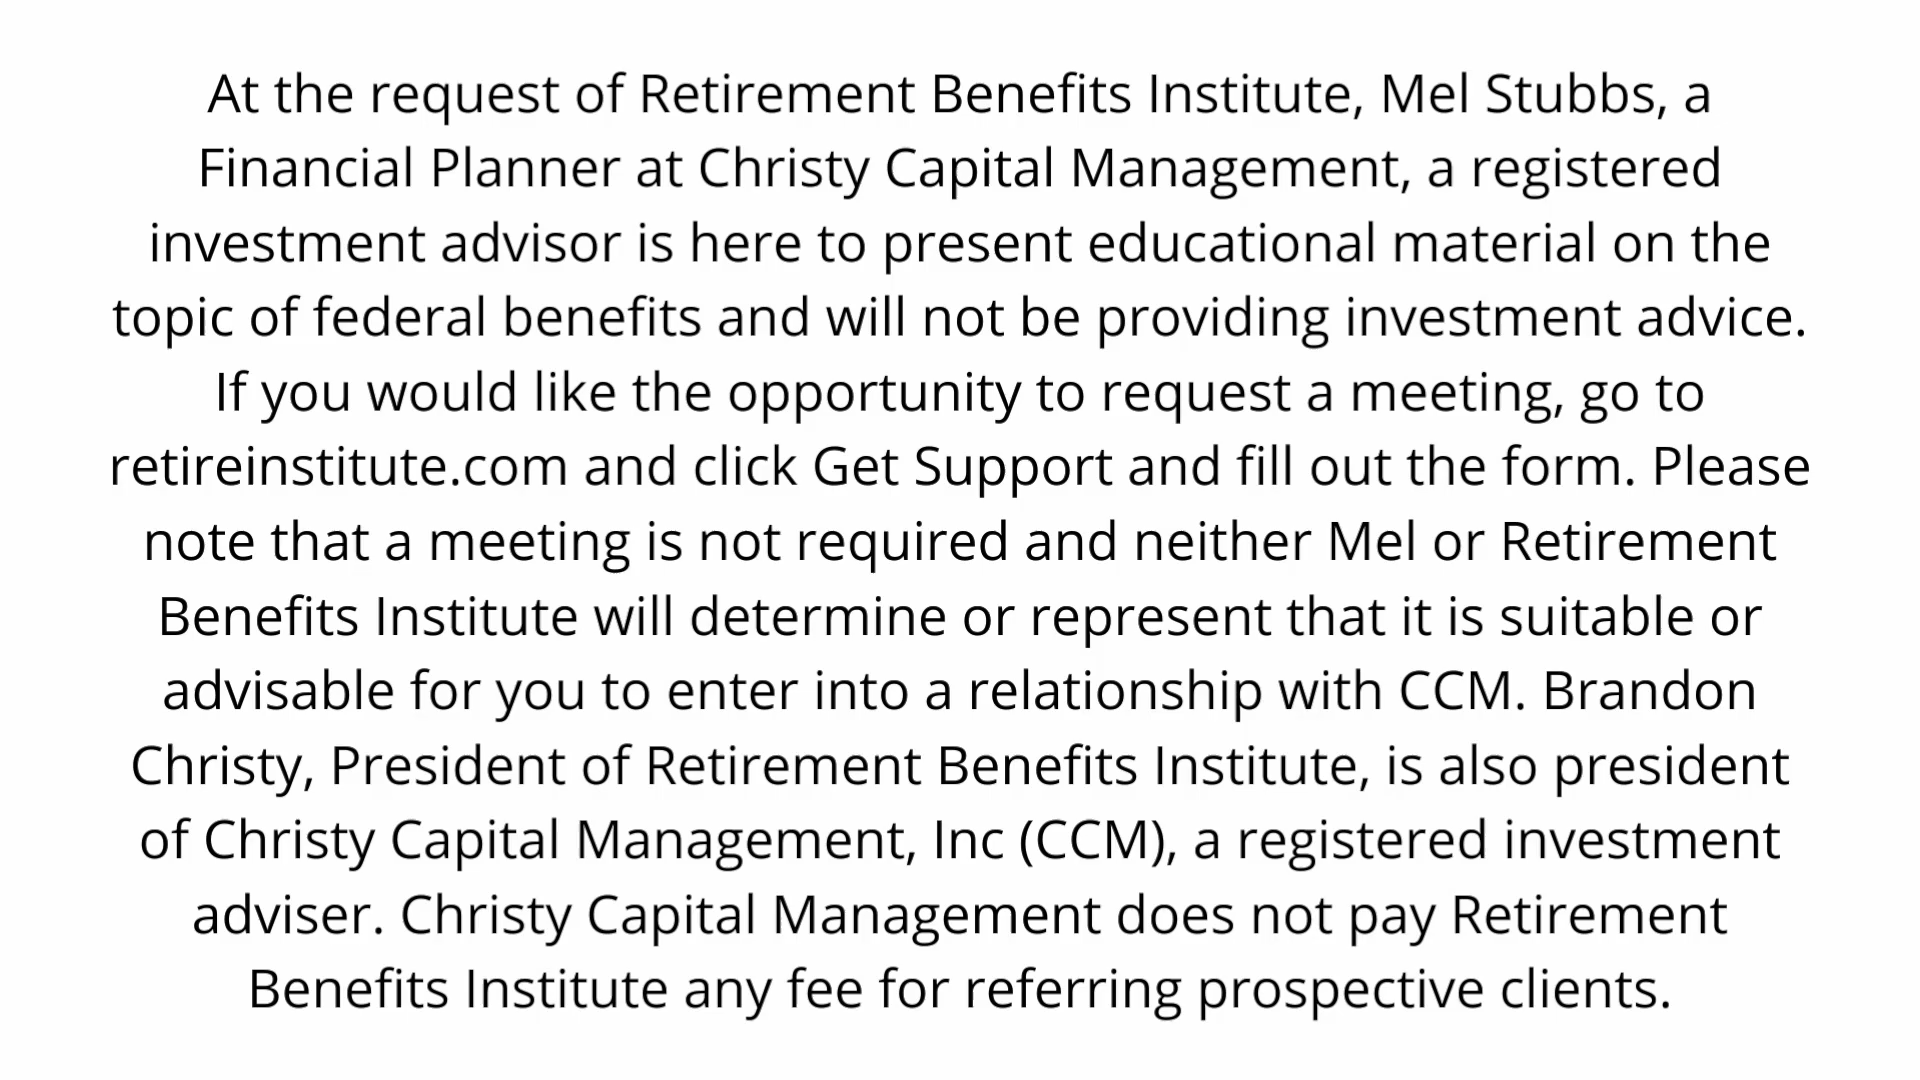 At the request of Retirement Benefits Institute, Mel Stubbs, a
Financial Planner at Christy Capital Management, a registered
investment advisor is here to present educational material on the
topic of federal benefits and will not be providing investment advice.
If you would like the opportunity to request a meeting, go to
retireinstitute.com and click Get Support and fill out the form. Please
note that a meeting is not required and neither Mel or Retirement
Benefits Institute will determine or represent that it is suitable or
advisable for you to enter into a relationship with CCM. Brandon
Christy, President of Retirement Benefits Institute, is also president
of Christy Capital Management, Inc (CCM), a registered investment
adviser. Christy Capital Management does not pay Retirement
Benefits Institute any fee for referring prospective clients.